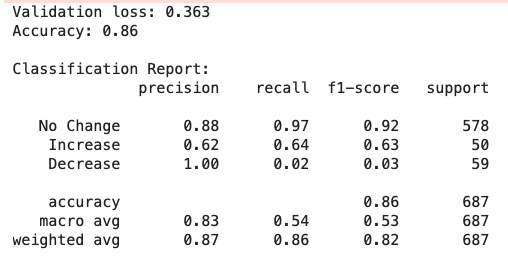 Validation loss: 0.363
Accuracy: 0.86
Classification Report:
precision recall f1-score support
No Change 0.88 0.97 0.92 578
Increase 0.62 0.64 0.63 50
Decrease 1.00 0.02 0.03 59
accuracy 0.86 687
macro avg 0.83 0.54 0.53 687
weighted avg 0.87 0.86 0.82 687